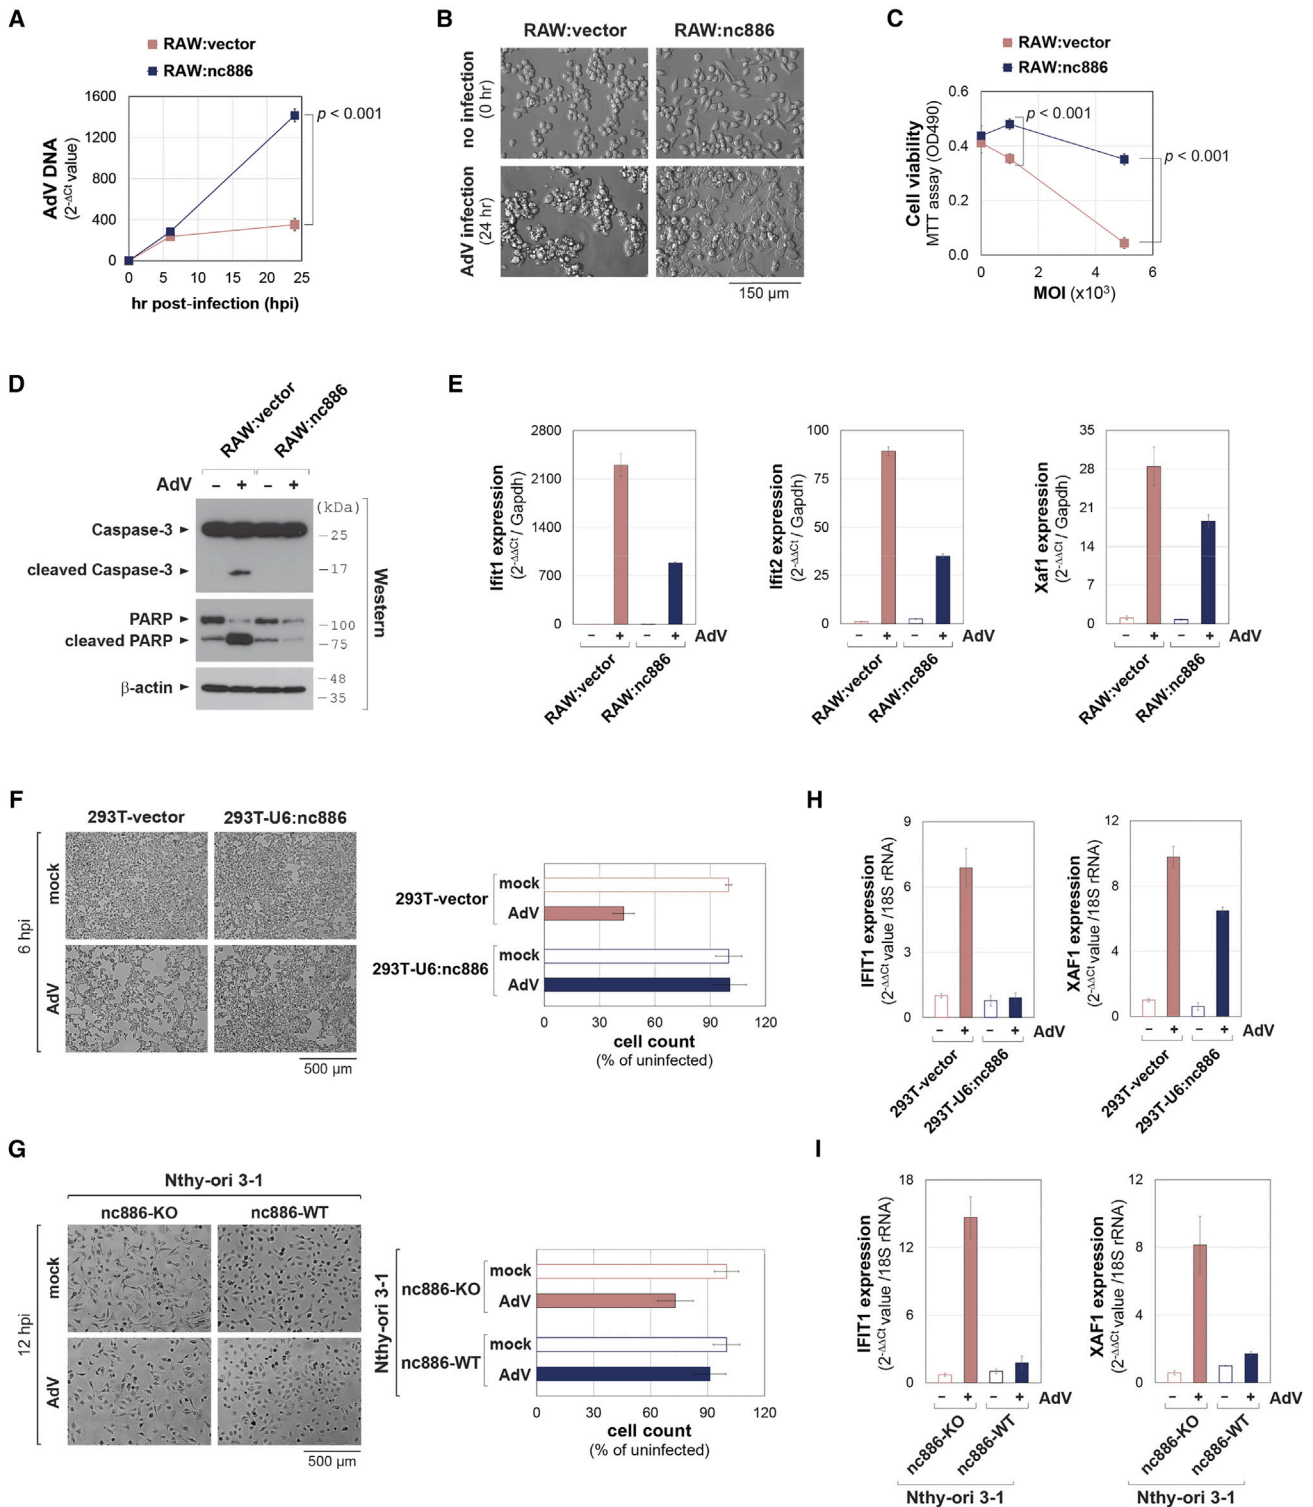 A
RAW:vector
RAW:nc886
AdV DNA
(2-ΔCt value)
1600
1200
800
400
0
p < 0.001
0 5 10 15 20 25
hr post-infection (hpi)
B
RAW:vector RAW:nc886
no infection
(0 hr)
AdV infection
(24 hr)
150 µm
C
RAW:vector
RAW:nc886
Cell viability
MTT assay (OD490)
0.6
0.4
0.2
0.0
p < 0.001
p < 0.001
0 2 4 6
MOI (x10³)
D
RAW:vector
RAW:nc886
AdV − + − +
(kDa)
Caspase-3
25
cleaved Caspase-3
17
PARP
100
cleaved PARP
75
β-actin
48
35
Western
E
Ifit1 expression
(2-ΔΔCt / Gapdh)
2800
2100
1400
700
0
− + − + AdV
RAW:vector
RAW:nc886
Ifit2 expression
(2-ΔΔCt / Gapdh)
100
75
50
25
0
− + − + AdV
RAW:vector
RAW:nc886
Xaf1 expression
(2-ΔΔCt / Gapdh)
35
28
21
14
7
0
− + − + AdV
RAW:vector
RAW:nc886
F
293T-vector 293T-U6:nc886
6 hpi
mock
AdV
500 µm
293T-vector
mock
AdV
293T-U6:nc886
mock
AdV
0 30 60 90 120
cell count
(% of uninfected)
H
IFIT1 expression
(2-ΔΔCt value /18S rRNA)
9
6
3
0
− + − + AdV
293T-vector
293T-U6:nc886
XAF1 expression
(2-ΔΔCt value /18S rRNA)
12
8
4
0
− + − + AdV
293T-vector
293T-U6:nc886
G
Nthy-ori 3-1
nc886-KO nc886-WT
12 hpi
mock
AdV
500 µm
Nthy-ori 3-1
nc886-KO
mock
AdV
nc886-WT
mock
AdV
0 30 60 90 120
cell count
(% of uninfected)
I
IFIT1 expression
(2-ΔΔCt value /18S rRNA)
18
12
6
0
− + − + AdV
nc886-KO
nc886-WT
Nthy-ori 3-1
XAF1 expression
(2-ΔΔCt value /18S rRNA)
12
8
4
0
− + − + AdV
nc886-KO
nc886-WT
Nthy-ori 3-1